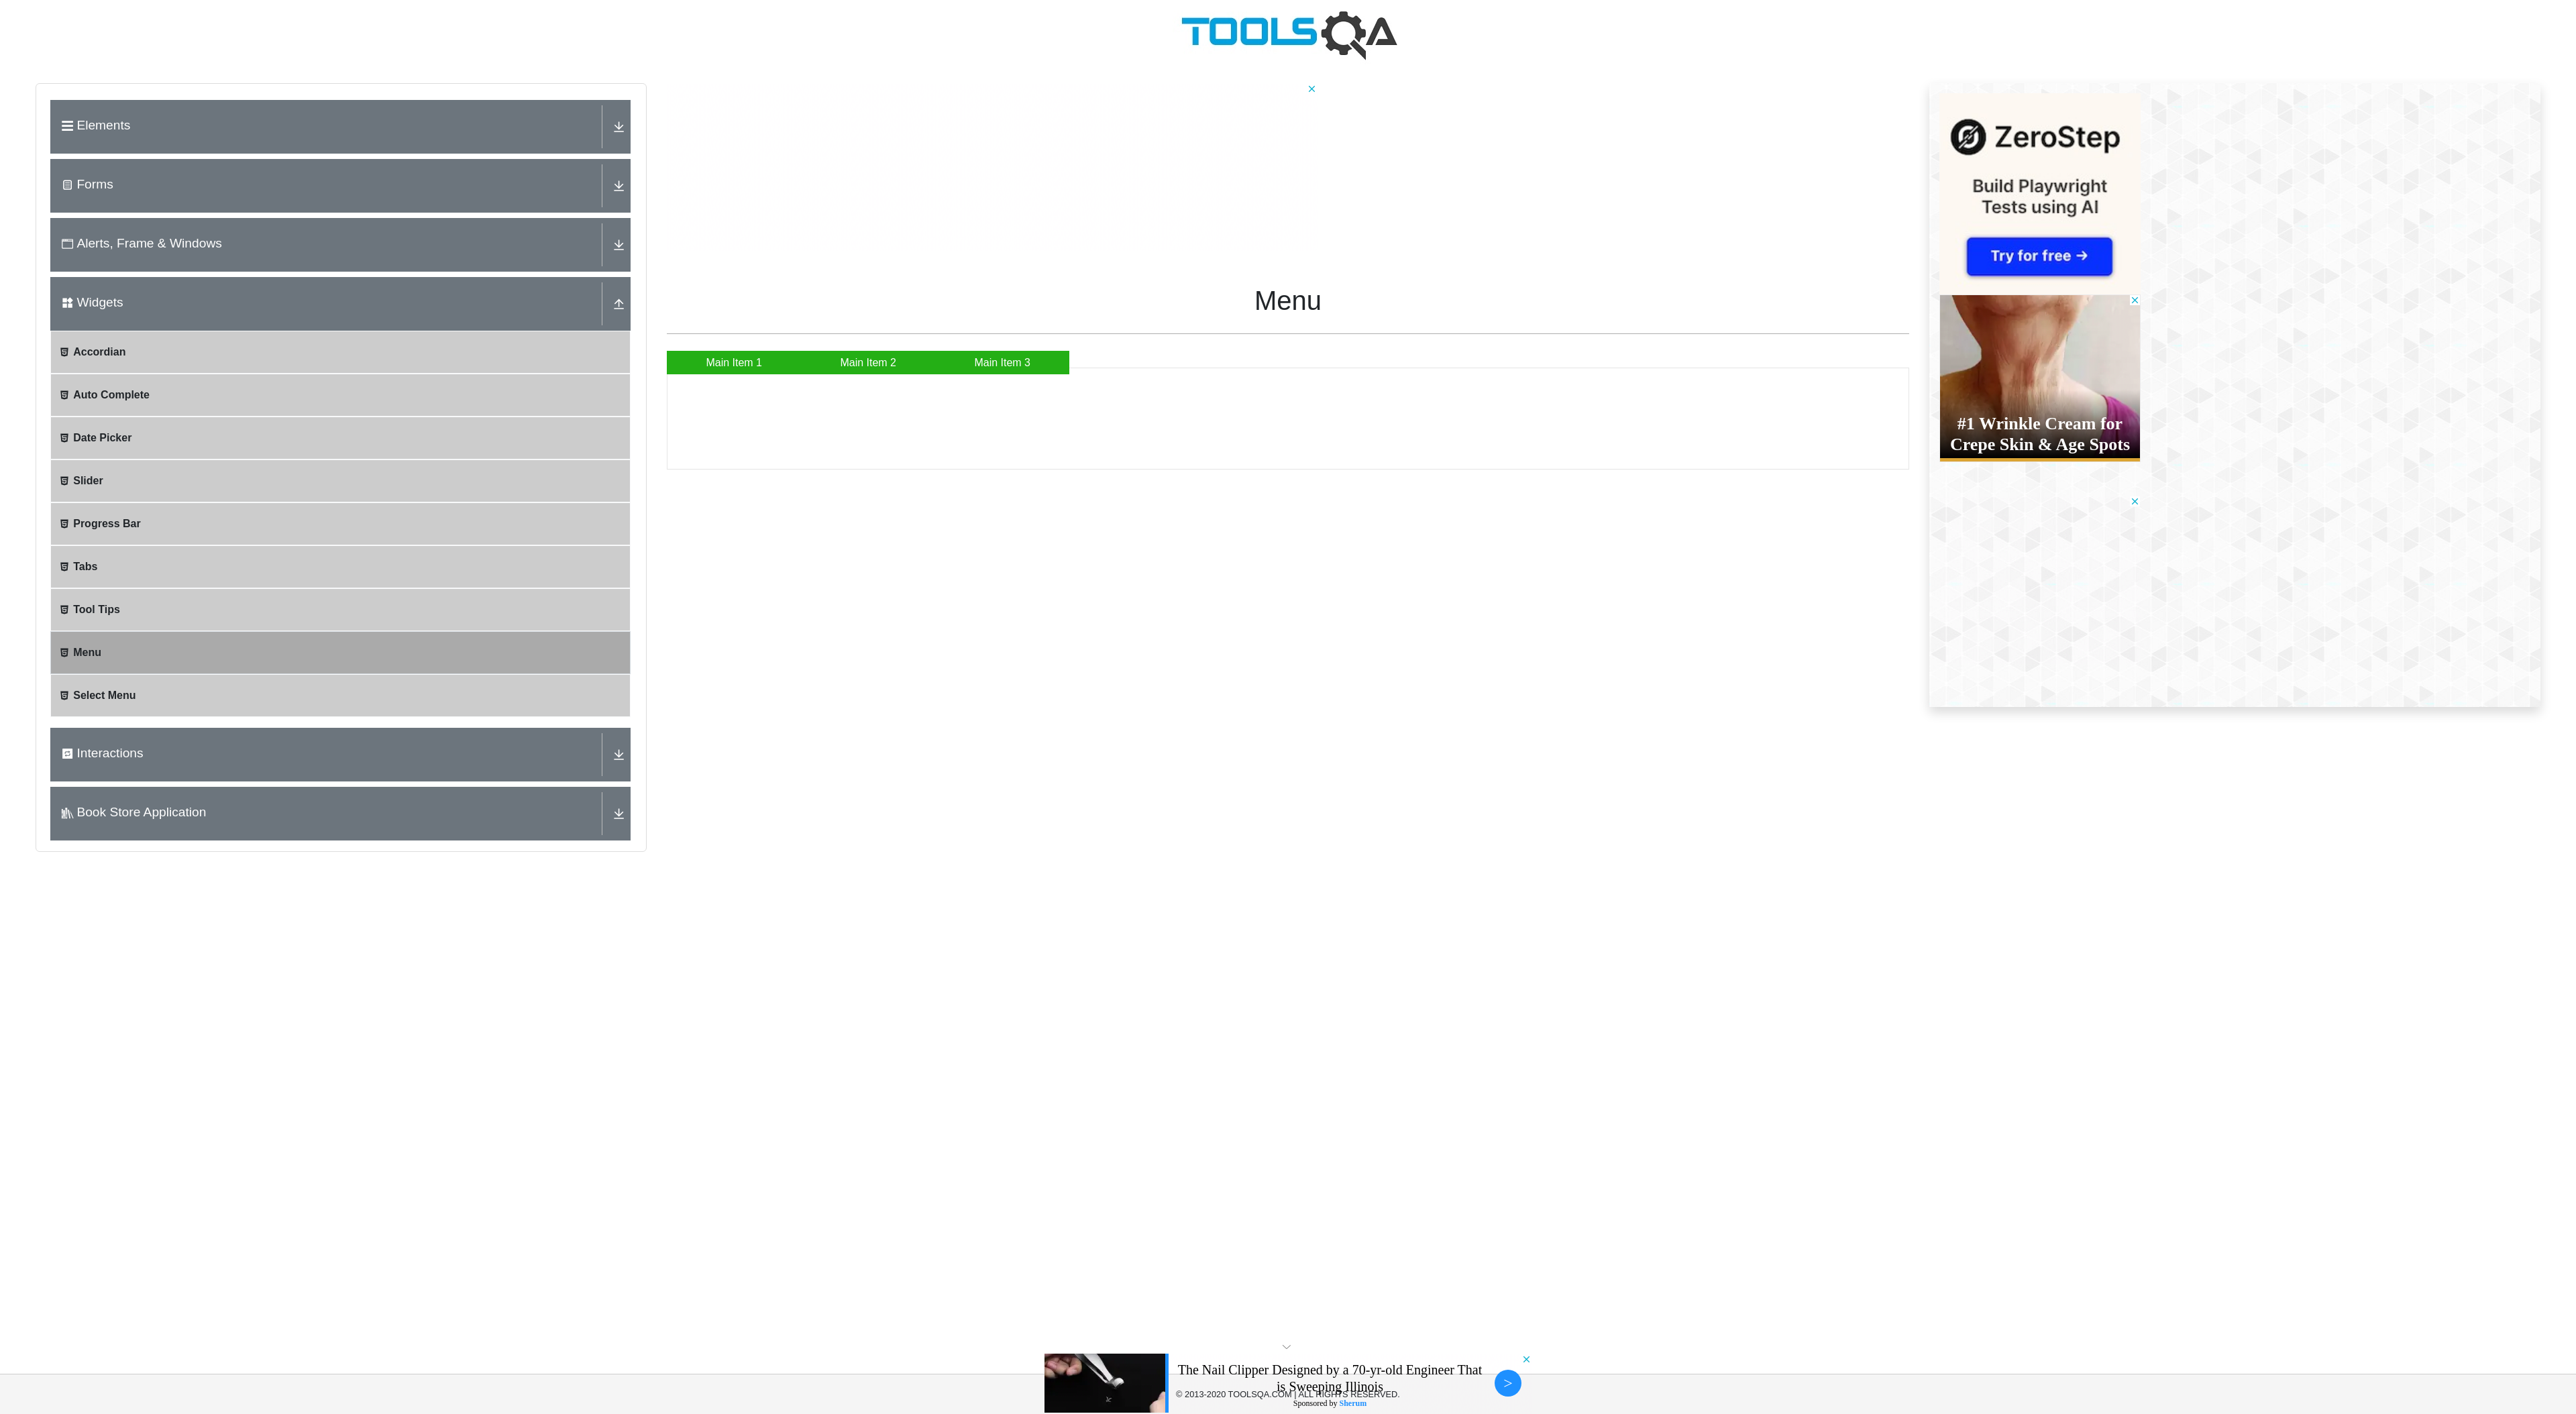 TOOLSQA
Elements
Forms
Alerts, Frame & Windows
Widgets
Accordian
Auto Complete
Date Picker
Slider
Progress Bar
Tabs
Tool Tips
Menu
Select Menu
Interactions
Book Store Application
Menu
Main Item 1
Main Item 2
Main Item 3
ZeroStep
Build Playwright
Tests using AI
Try for free →
#1 Wrinkle Cream for
Crepe Skin & Age Spots
The Nail Clipper Designed by a 70-yr-old Engineer That
is Sweeping Illinois
© 2013-2020 TOOLSQA.COM | ALL RIGHTS RESERVED.
Sponsored by Sherum